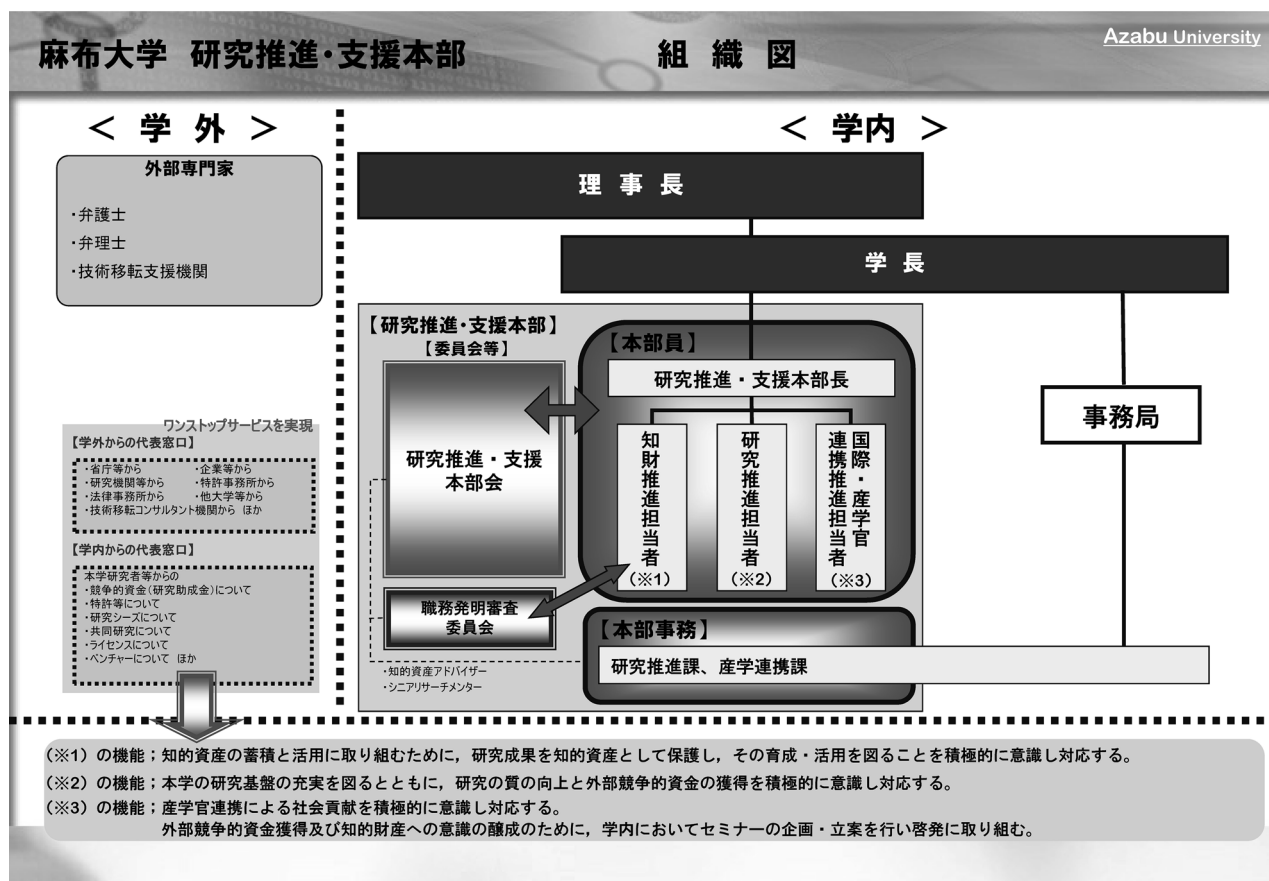 麻布大学 研究推進・支援本部 組織図
Azabu University
＜ 学 外 ＞
外部専門家
・弁護士
・弁理士
・技術移転支援機関
ワンストップサービスを実現
【学外からの代表窓口】
・省庁等から ・企業等から
・研究機関等から ・特許事務所から
・法律事務所から ・他大学等から
・技術移転コンサルタント機関から ほか
【学内からの代表窓口】
本学研究者等からの
・競争的資金（研究助成金）について
・特許等について
・研究シーズについて
・共同研究について
・ライセンスについて
・ベンチャーについて ほか
＜ 学内 ＞
理 事 長
学 長
【研究推進・支援本部】
【委員会等】
研究推進・支援
本部会
職務発明審査
委員会
・知的資産アドバイザー
・シニアリサーチメンター
【本部員】
研究推進・支援本部長
知財推進担当者
（※1）
研究推進担当者
（※2）
国際・産学官
連携推進担当者
（※3）
【本部事務】
研究推進課、産学連携課
事務局
（※1）の機能；知的資産の蓄積と活用に取り組むために，研究成果を知的資産として保護し，その育成・活用を図ることを積極的に意識し対応する。
（※2）の機能；本学の研究基盤の充実を図るとともに，研究の質の向上と外部競争的資金の獲得を積極的に意識し対応する。
（※3）の機能；産学官連携による社会貢献を積極的に意識し対応する。
外部競争的資金獲得及び知的財産への意識の醸成のために，学内においてセミナーの企画・立案を行い啓発に取り組む。